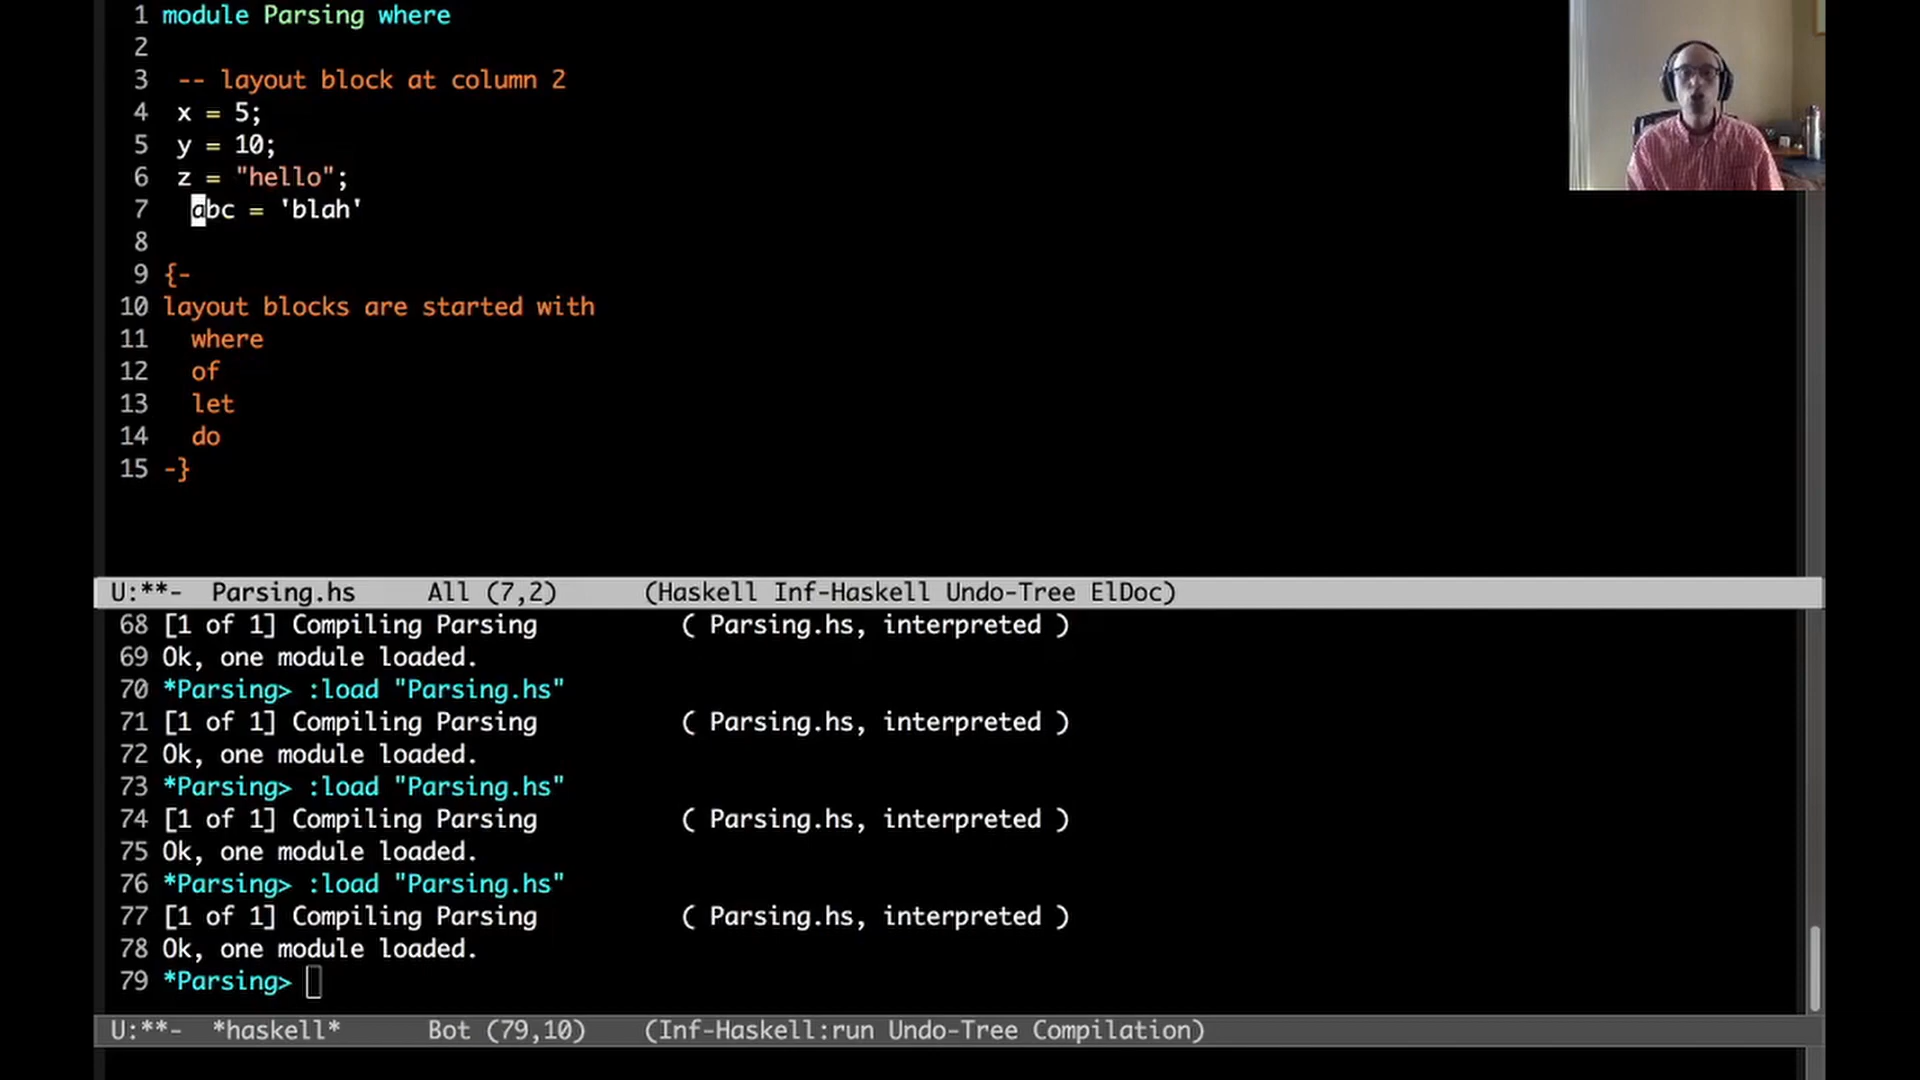 1 module Parsing where
2
3  -- layout block at column 2
4  x = 5;
5  y = 10;
6  z = "hello";
7   abc = 'blah'
8
9 {-
10 layout blocks are started with
11   where
12   of
13   let
14   do
15 -}
U:**-  Parsing.hs     All (7,2)      (Haskell Inf-Haskell Undo-Tree ElDoc)
68 [1 of 1] Compiling Parsing          ( Parsing.hs, interpreted )
69 Ok, one module loaded.
70 *Parsing> :load "Parsing.hs"
71 [1 of 1] Compiling Parsing          ( Parsing.hs, interpreted )
72 Ok, one module loaded.
73 *Parsing> :load "Parsing.hs"
74 [1 of 1] Compiling Parsing          ( Parsing.hs, interpreted )
75 Ok, one module loaded.
76 *Parsing> :load "Parsing.hs"
77 [1 of 1] Compiling Parsing          ( Parsing.hs, interpreted )
78 Ok, one module loaded.
79 *Parsing>
U:**-  *haskell*      Bot (79,10)    (Inf-Haskell:run Undo-Tree Compilation)